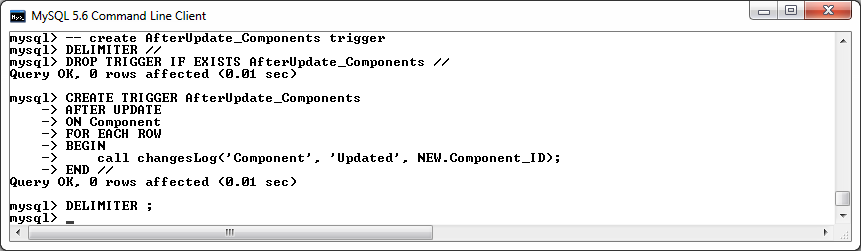 MySQL 5.6 Command Line Client
mysql> -- create AfterUpdate_Components trigger
mysql> DELIMITER //
mysql> DROP TRIGGER IF EXISTS AfterUpdate_Components //
Query OK, 0 rows affected (0.01 sec)
mysql> CREATE TRIGGER AfterUpdate_Components
    -> AFTER UPDATE
    -> ON Component
    -> FOR EACH ROW
    -> BEGIN
    ->     call changesLog('Component', 'Updated', NEW.Component_ID);
    -> END //
Query OK, 0 rows affected (0.01 sec)
mysql> DELIMITER ;
mysql> _